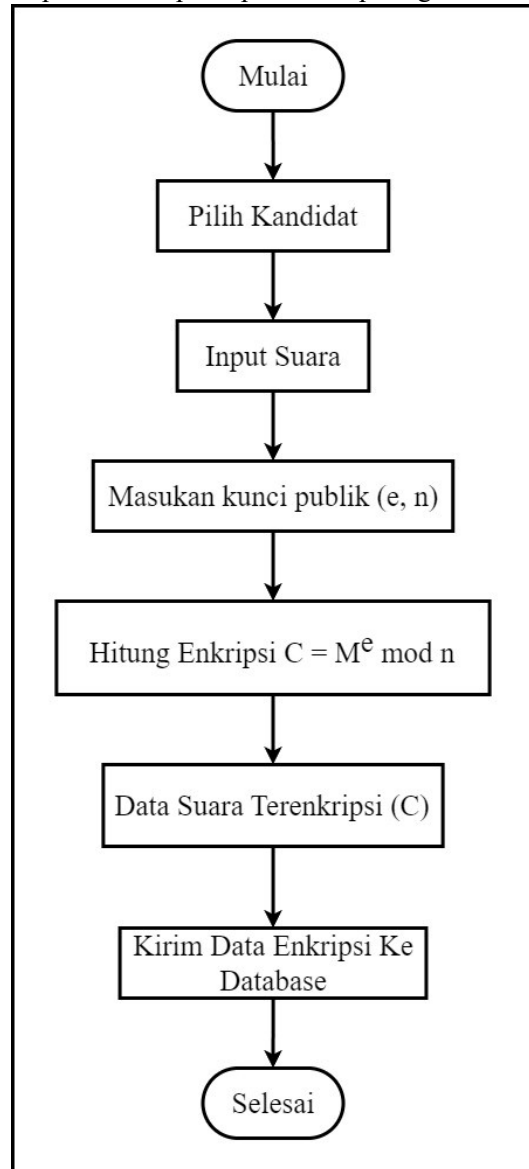 Mulai
Pilih Kandidat
Input Suara
Masukan kunci publik (e, n)
Hitung Enkripsi C = M^e mod n
Data Suara Terenkripsi (C)
Kirim Data Enkripsi Ke
Database
Selesai